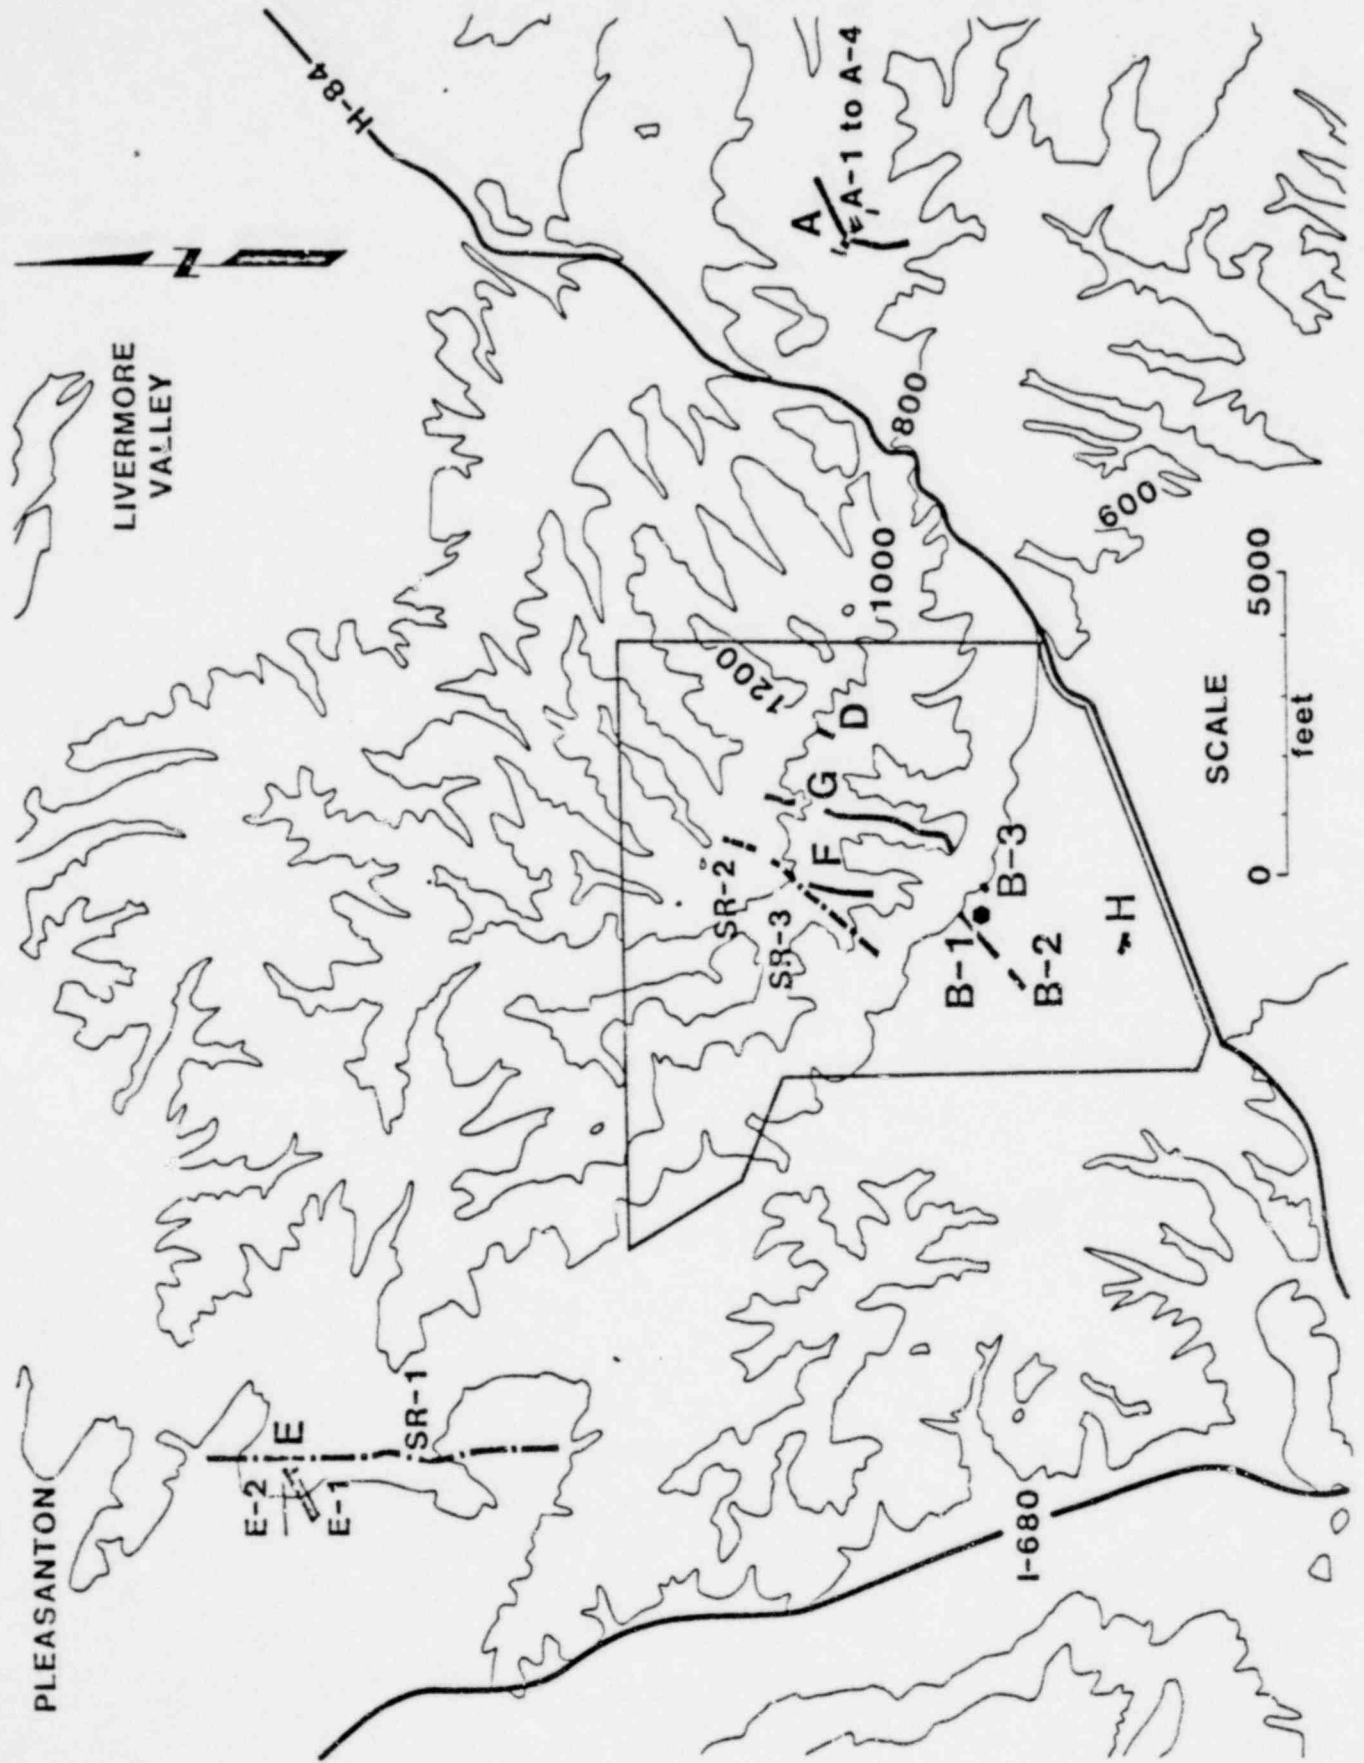 PLEASANTON
LIVERMORE
VALLEY
N
H-84
E-2
E
E-1
SR-1
SR-2
SR-3
1200
F
G
D
1000
800
A
A-1 to A-4
B-1
B-2
B-3
H
600
I-680
SCALE
0
5000
feet